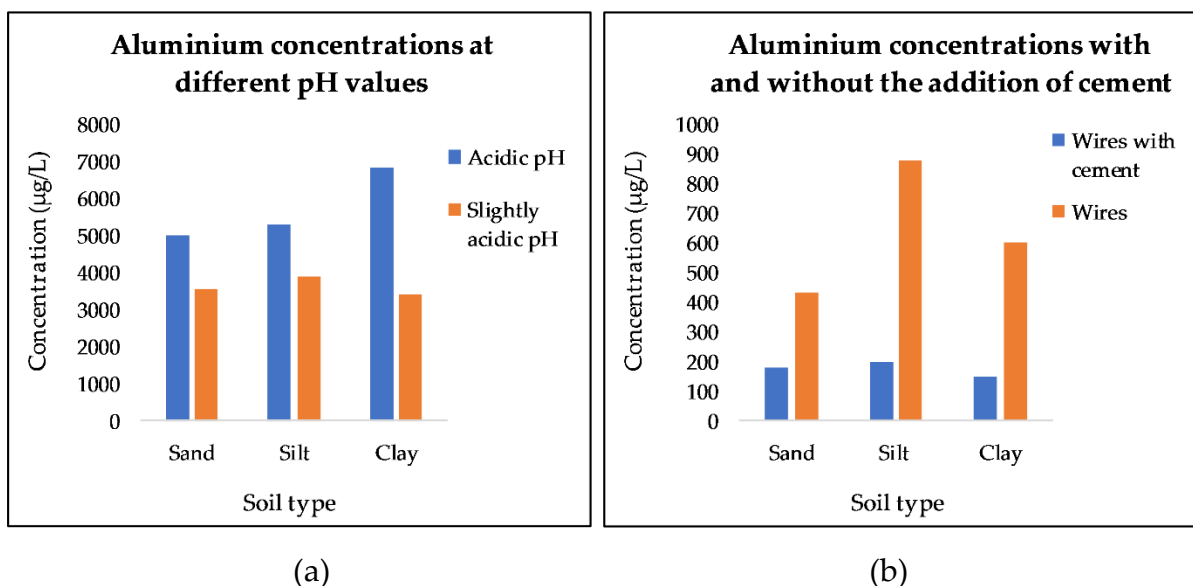 Aluminium concentrations at
different pH values
Concentration (µg/L)
8000
7000
6000
5000
4000
3000
2000
1000
0
Sand Silt Clay
Soil type
Acidic pH
Slightly
acidic pH
(a)
Aluminium concentrations with
and without the addition of cement
Concentration (µg/L)
1000
900
800
700
600
500
400
300
200
100
0
Sand Silt Clay
Soil type
Wires with
cement
Wires
(b)